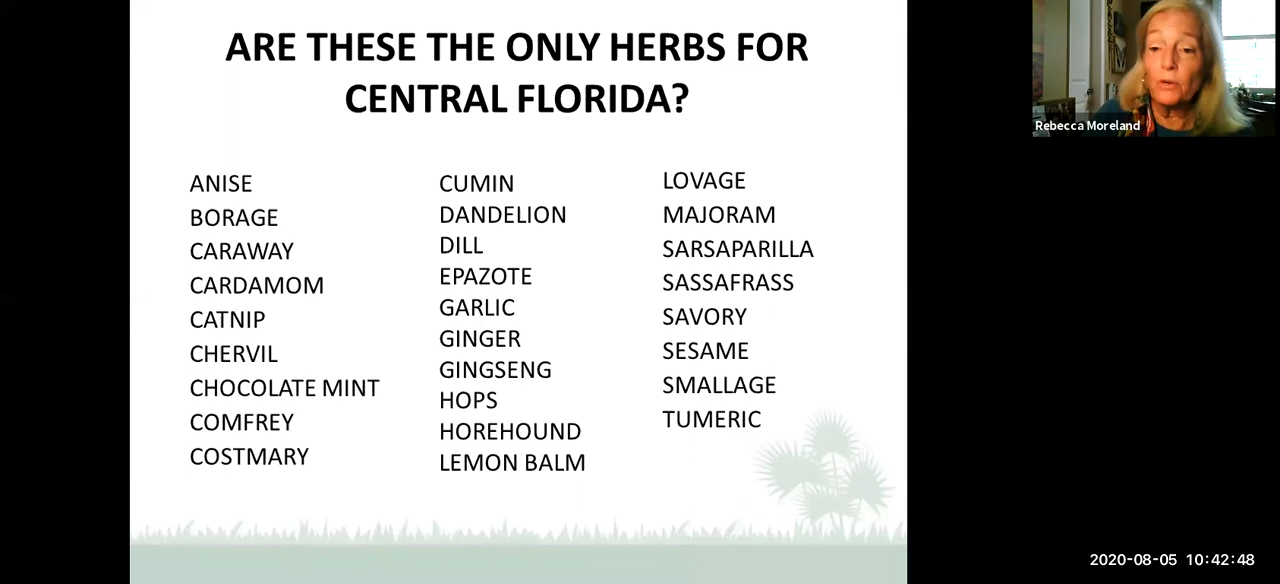 ARE THESE THE ONLY HERBS FOR
CENTRAL FLORIDA?
ANISE
BORAGE
CARAWAY
CARDAMOM
CATNIP
CHERVIL
CHOCOLATE MINT
COMFREY
COSTMARY
CUMIN
DANDELION
DILL
EPAZOTE
GARLIC
GINGER
GINGSENG
HOPS
HOREHOUND
LEMON BALM
LOVAGE
MAJORAM
SARSAPARILLA
SASSAFRASS
SAVORY
SESAME
SMALLAGE
TUMERIC
Rebecca Moreland
2020-08-05 10:42:48